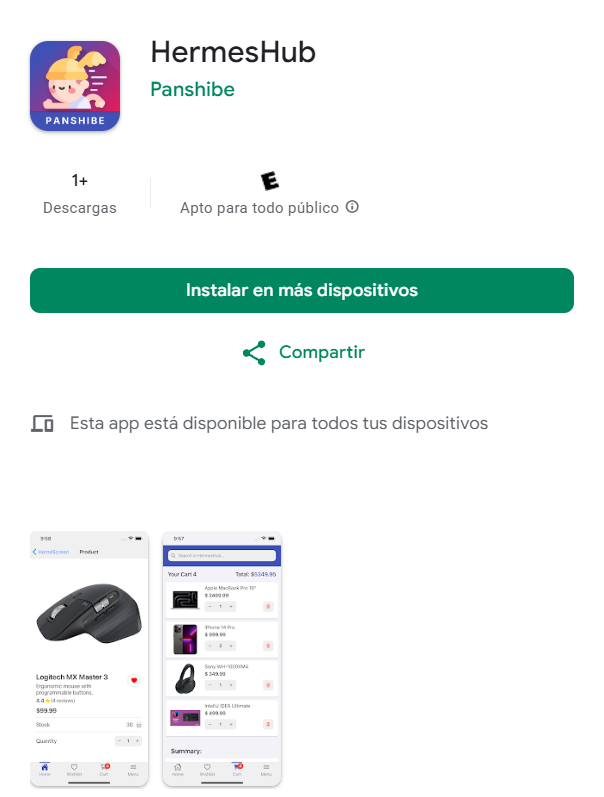 HermesHub
Panshibe
PANSHIBE
1+
E
Descargas
Apto para todo público
Instalar en más dispositivos
Compartir
Esta app está disponible para todos tus dispositivos
9:58
HomeScreen Product
Logitech MX Master 3
Ergonomic mouse with
programmable buttons.
4.4 (4 reviews)
$99.99
Stock 30
Quantity - 1 +
Home Wishlist Cart Menu
9:57
Your Cart 4 Total: $5349.95
Apple MacBook Pro 16"
$ 2499.99
- 1 +
iPhone 14 Pro
$ 999.99
- 2 +
Sony WH-1000XM4
$ 349.99
- 1 +
IntelliJ IDEA Ultimate
$ 499.99
- 1 +
Summary:
Home Wishlist Cart Menu